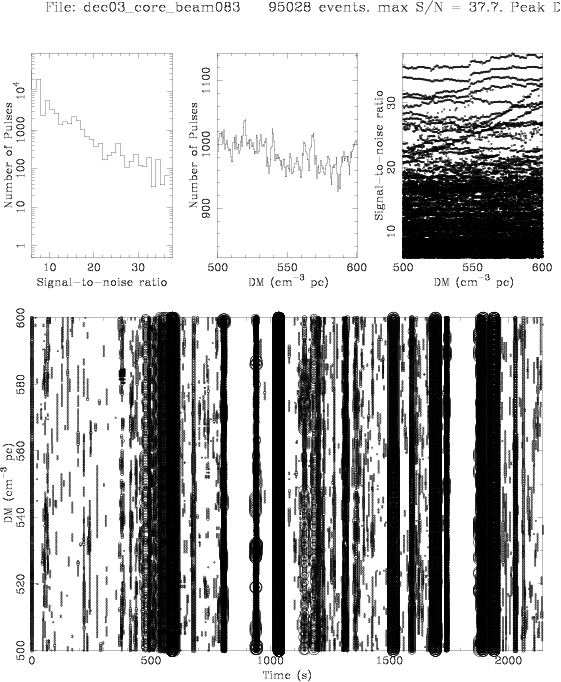 File: dec03_core_beam083 95028 events. max S/N = 37.7. Peak D
Number of Pulses
1 10 100 1000 10⁴
10 20 30
Signal-to-noise ratio
Number of Pulses
900 1000 1100
500 550 600
DM (cm⁻³ pc)
Signal-to-noise ratio
10 20 30
500 550 600
DM (cm⁻³ pc)
DM (cm⁻³ pc)
500 520 540 560 580 600
0 500 1000 1500 2000
Time (s)